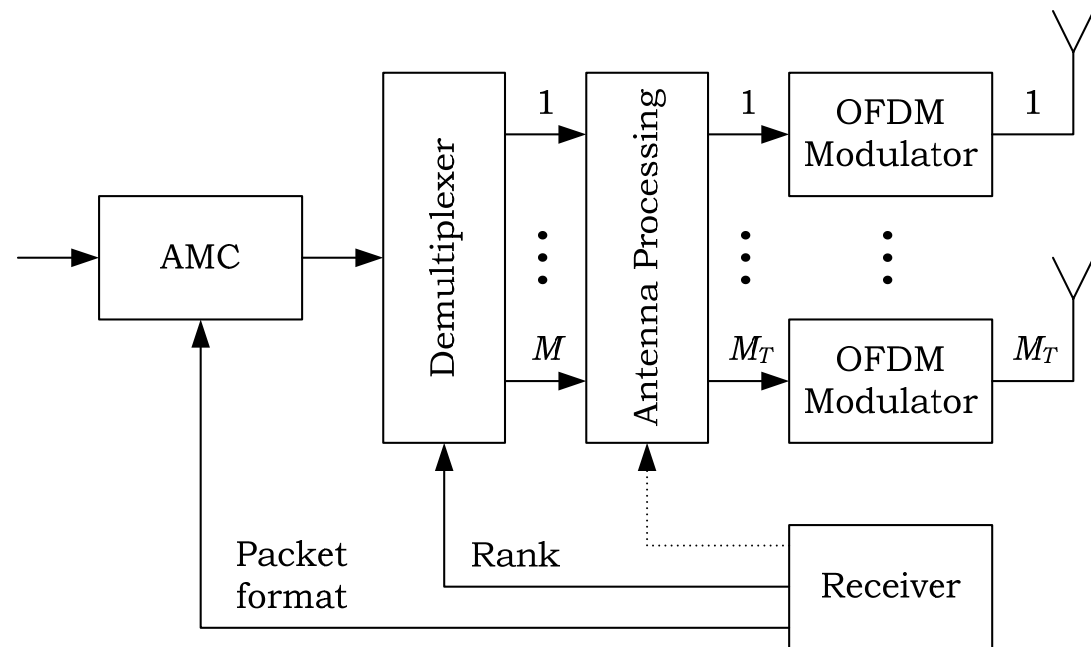 1
1
OFDM
Modulator
1
AMC
Demultiplexer
Antenna Processing
M
M_T
OFDM
Modulator
M_T
Packet
format
Rank
Receiver